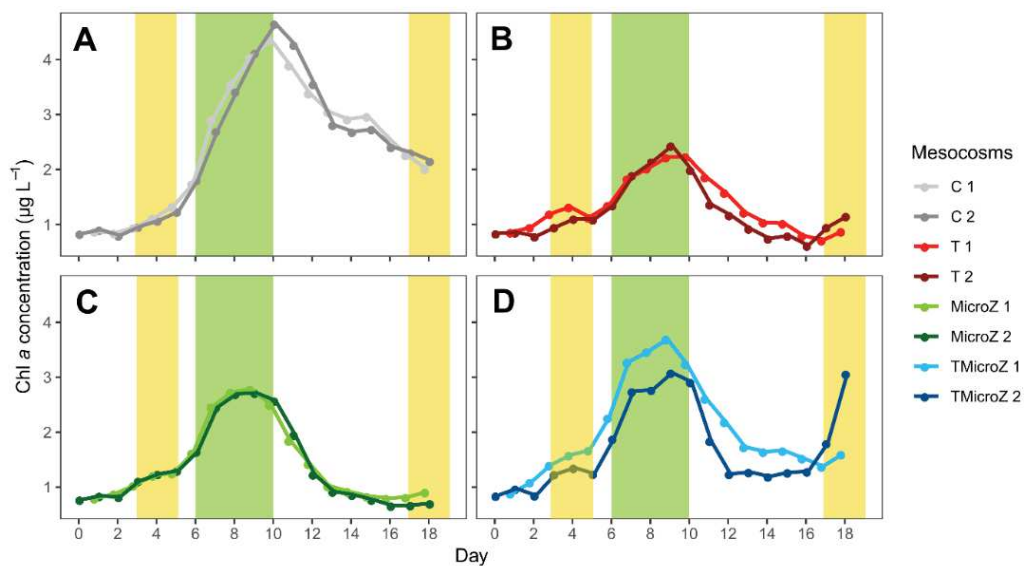 A
B
4
3
2
1
Mesocosms
C 1
C 2
T 1
T 2
MicroZ 1
MicroZ 2
TMicroZ 1
TMicroZ 2
Chl a concentration (µg L⁻¹)
C
D
4
3
2
1
0 2 4 6 8 10 12 14 16 18
0 2 4 6 8 10 12 14 16 18
Day